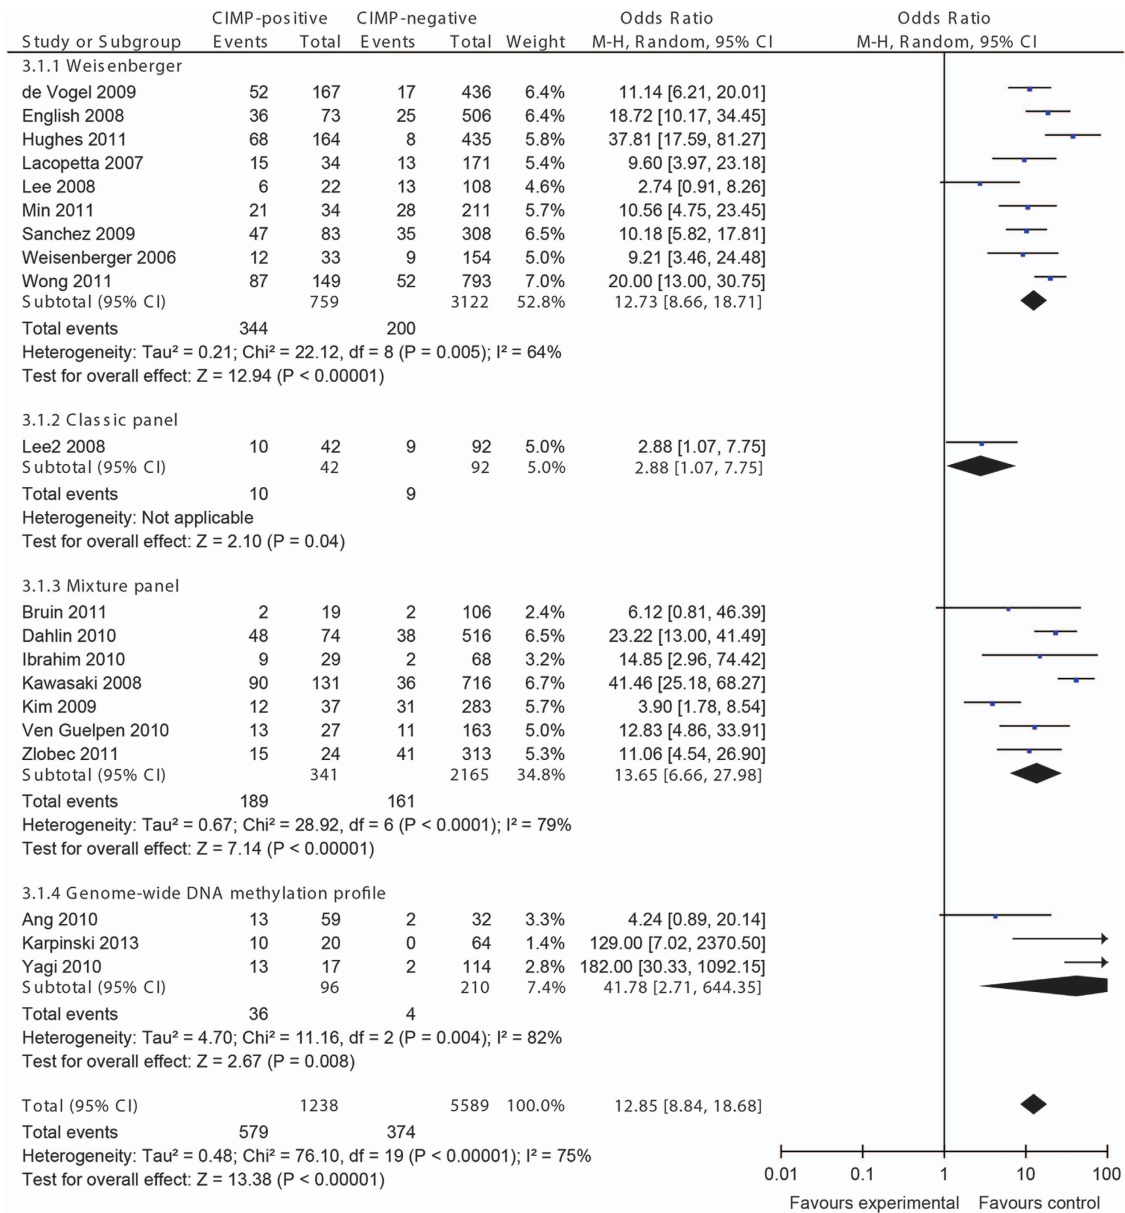 CIMP-positive CIMP-negative Odds Ratio Odds Ratio
Study or Subgroup Events Total Events Total Weight M-H, Random, 95% CI M-H, Random, 95% CI
3.1.1 Weisenberger
de Vogel 2009 52 167 17 436 6.4% 11.14 [6.21, 20.01]
English 2008 36 73 25 506 6.4% 18.72 [10.17, 34.45]
Hughes 2011 68 164 8 435 5.8% 37.81 [17.59, 81.27]
Lacopetta 2007 15 34 13 171 5.4% 9.60 [3.97, 23.18]
Lee 2008 6 22 13 108 4.6% 2.74 [0.91, 8.26]
Min 2011 21 34 28 211 5.7% 10.56 [4.75, 23.45]
Sanchez 2009 47 83 35 308 6.5% 10.18 [5.82, 17.81]
Weisenberger 2006 12 33 9 154 5.0% 9.21 [3.46, 24.48]
Wong 2011 87 149 52 793 7.0% 20.00 [13.00, 30.75]
Subtotal (95% CI) 759 3122 52.8% 12.73 [8.66, 18.71]
Total events 344 200
Heterogeneity: Tau² = 0.21; Chi² = 22.12, df = 8 (P = 0.005); I² = 64%
Test for overall effect: Z = 12.94 (P < 0.00001)
3.1.2 Classic panel
Lee2 2008 10 42 9 92 5.0% 2.88 [1.07, 7.75]
Subtotal (95% CI) 42 92 5.0% 2.88 [1.07, 7.75]
Total events 10 9
Heterogeneity: Not applicable
Test for overall effect: Z = 2.10 (P = 0.04)
3.1.3 Mixture panel
Bruin 2011 2 19 2 106 2.4% 6.12 [0.81, 46.39]
Dahlin 2010 48 74 38 516 6.5% 23.22 [13.00, 41.49]
Ibrahim 2010 9 29 2 68 3.2% 14.85 [2.96, 74.42]
Kawasaki 2008 90 131 36 716 6.7% 41.46 [25.18, 68.27]
Kim 2009 12 37 31 283 5.7% 3.90 [1.78, 8.54]
Ven Guelpen 2010 13 27 11 163 5.0% 12.83 [4.86, 33.91]
Zlobec 2011 15 24 41 313 5.3% 11.06 [4.54, 26.90]
Subtotal (95% CI) 341 2165 34.8% 13.65 [6.66, 27.98]
Total events 189 161
Heterogeneity: Tau² = 0.67; Chi² = 28.92, df = 6 (P < 0.0001); I² = 79%
Test for overall effect: Z = 7.14 (P < 0.00001)
3.1.4 Genome-wide DNA methylation profile
Ang 2010 13 59 2 32 3.3% 4.24 [0.89, 20.14]
Karpinski 2013 10 20 0 64 1.4% 129.00 [7.02, 2370.50]
Yagi 2010 13 17 2 114 2.8% 182.00 [30.33, 1092.15]
Subtotal (95% CI) 96 210 7.4% 41.78 [2.71, 644.35]
Total events 36 4
Heterogeneity: Tau² = 4.70; Chi² = 11.16, df = 2 (P = 0.004); I² = 82%
Test for overall effect: Z = 2.67 (P = 0.008)
Total (95% CI) 1238 5589 100.0% 12.85 [8.84, 18.68]
Total events 579 374
Heterogeneity: Tau² = 0.48; Chi² = 76.10, df = 19 (P < 0.00001); I² = 75%
Test for overall effect: Z = 13.38 (P < 0.00001)
0.01 0.1 1 10 100
Favours experimental Favours control